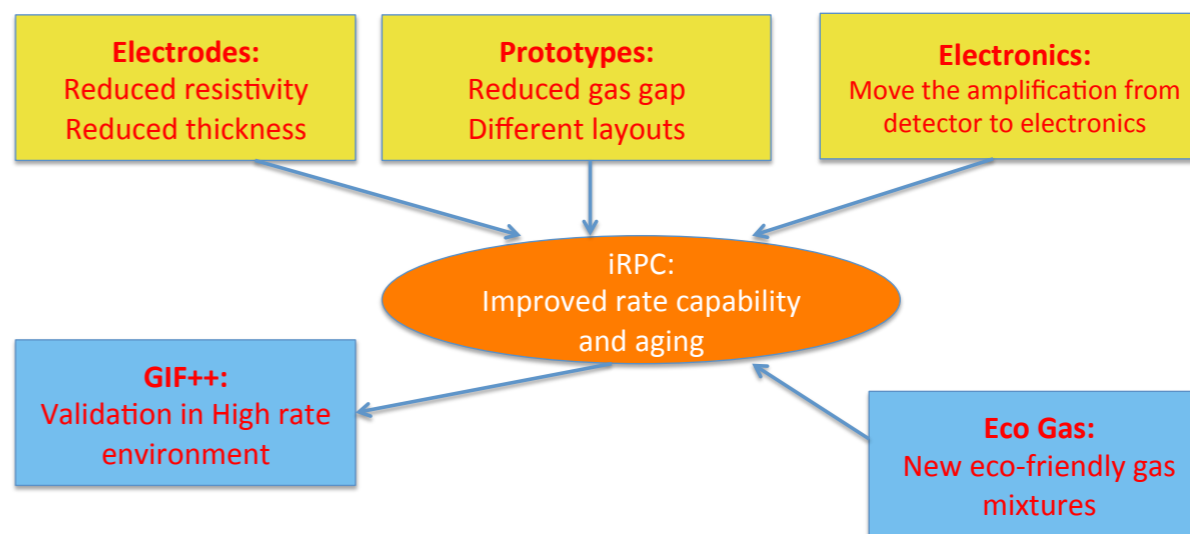 Electrodes:
Reduced resistivity
Reduced thickness
Prototypes:
Reduced gas gap
Different layouts
Electronics:
Move the amplification from
detector to electronics
iRPC:
Improved rate capability
and aging
GIF++:
Validation in High rate
environment
Eco Gas:
New eco-friendly gas
mixtures